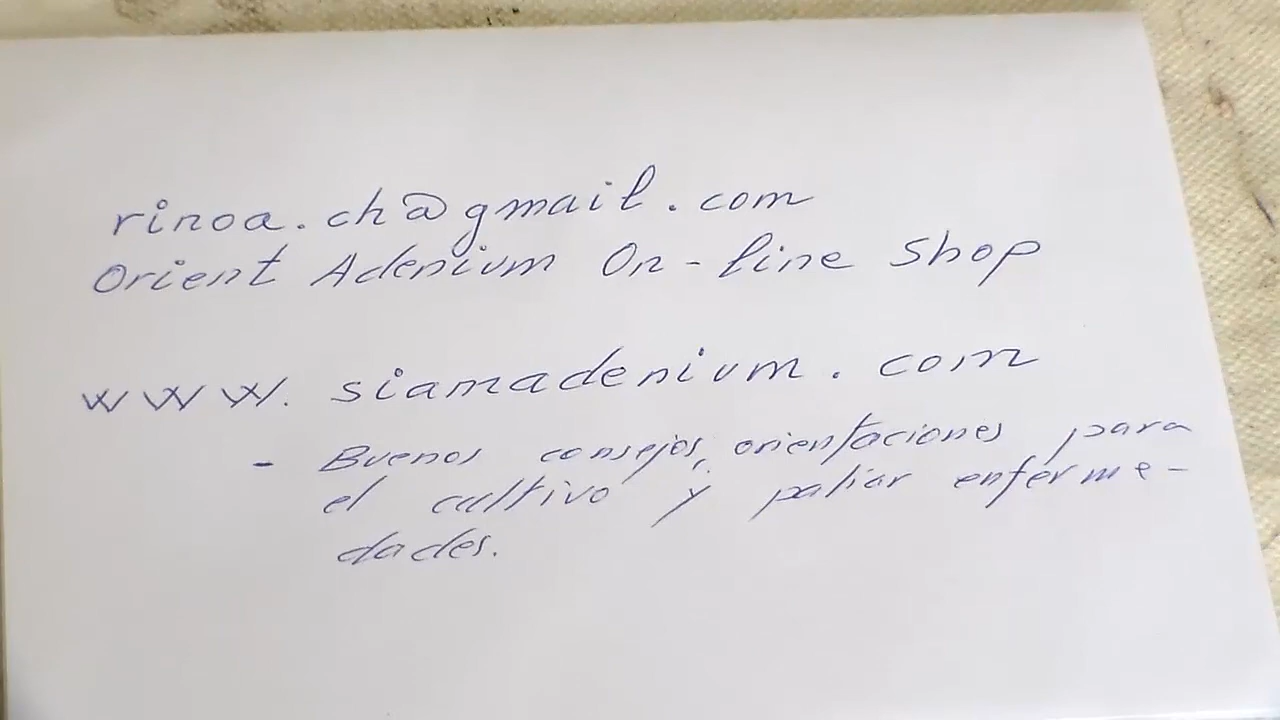 rinoa.ch@gmail.com
Orient Adenium On-line Shop
www.siamadenium.com
- Buenos consejos, orientaciones para
el cultivo y paliar enferme-
dades.